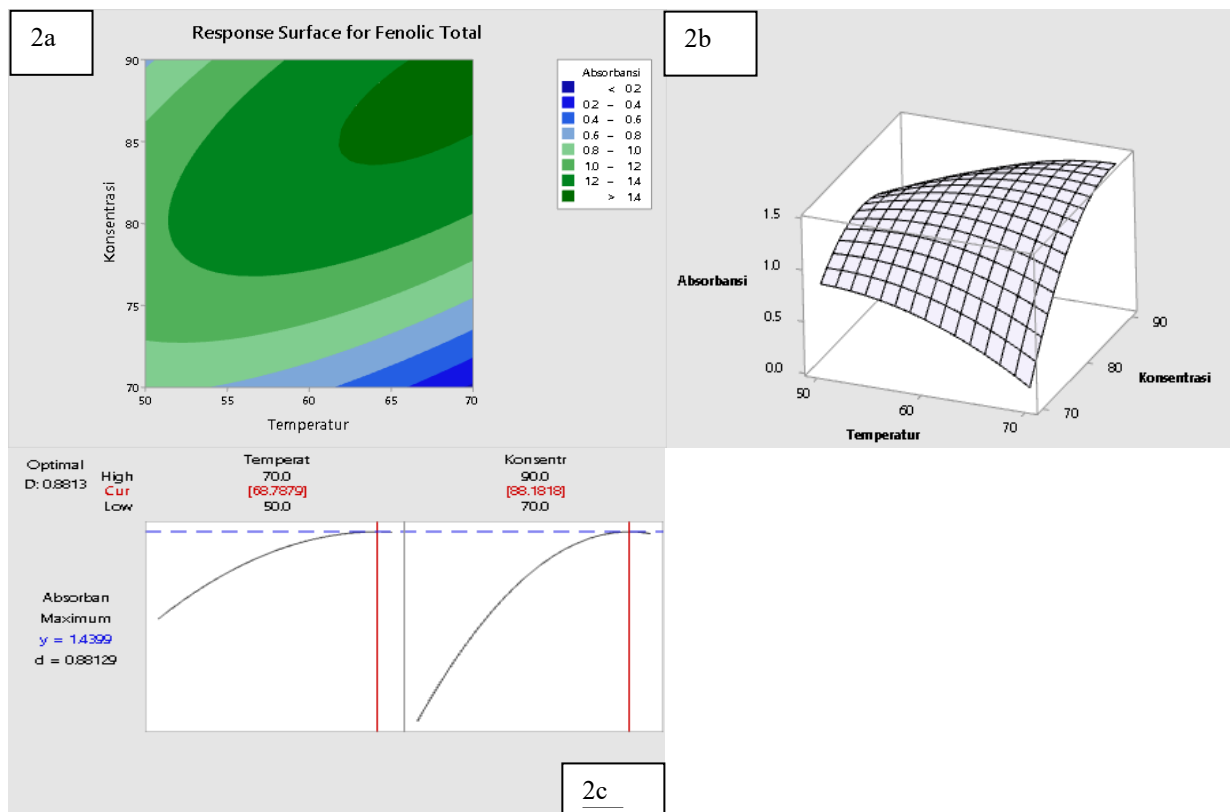 2a
Response Surface for Fenolic Total
90
85
80
75
70
Konsentrasi
50 55 60 65 70
Temperatur
Absorbansi
< 0.2
0.2 – 0.4
0.4 – 0.6
0.6 – 0.8
0.8 – 1.0
1.0 – 1.2
1.2 – 1.4
> 1.4
2b
1.5
1.0
0.5
0.0
Absorbansi
50
60
70
Temperatur
70
80
90
Konsentrasi
Optimal
D: 0.8813
High
Cur
Low
Temperat
70.0
[68.7879]
50.0
Konsentr
90.0
[88.1818]
70.0
Absorban
Maximum
y = 1.4399
d = 0.88129
2c